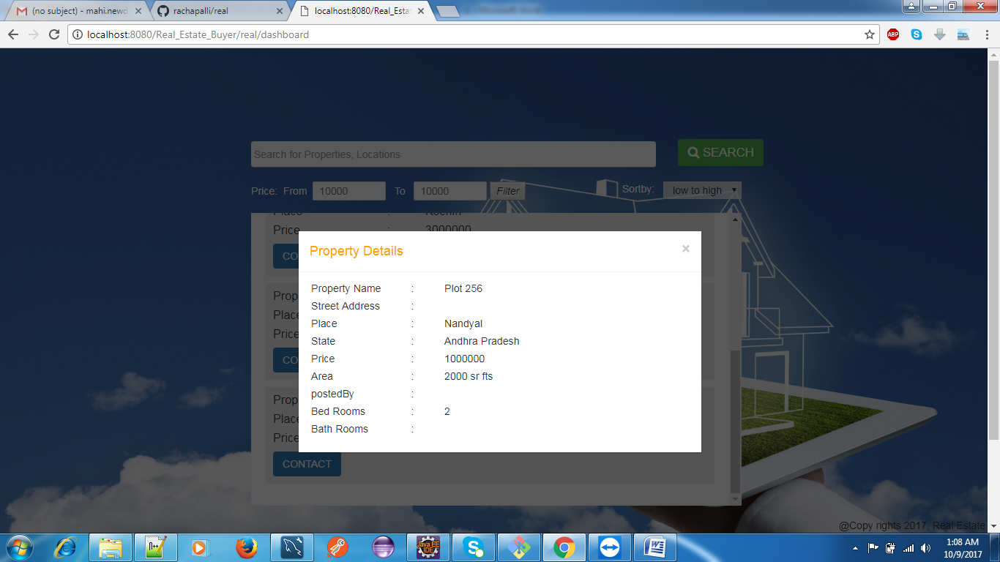 (no subject) - mahi.newd
rachapalli/real
localhost:8080/Real_Esta
localhost:8080/Real_Estate_Buyer/real/dashboard
ABP
Search for Properties, Locations
SEARCH
Price: From 10000 To 10000 Filter
Sortby: low to high
Place : Kochin
Price : 3000000
CO
Property Details ×
Property Name : Plot 256
Street Address :
Place : Nandyal
State : Andhra Pradesh
Price : 1000000
Area : 2000 sr fts
postedBy :
Bed Rooms : 2
Bath Rooms :
Prop
Place
Price
CO
Prop
Place
Price
CONTACT
@Copy rights 2017, Real Estate
Java EE
IDE
1:08 AM
10/9/2017